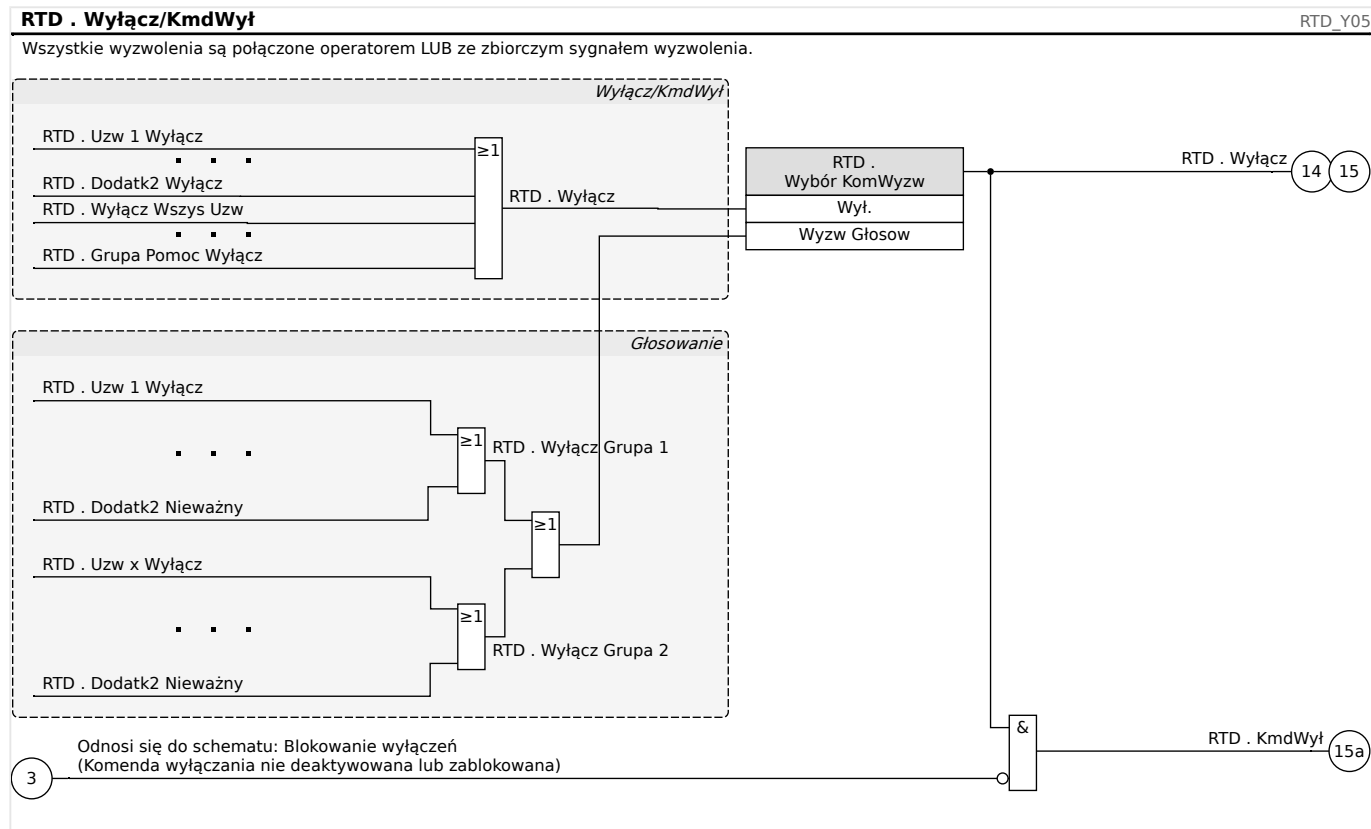 RTD . Wyłącz/KmdWył
RTD_Y05
Wszystkie wyzwolenia są połączone operatorem LUB ze zbiorczym sygnałem wyzwolenia.
Wyłącz/KmdWył
RTD . Uzw 1 Wyłącz
RTD . Dodatk2 Wyłącz
RTD . Wyłącz Wszys Uzw
RTD . Grupa Pomoc Wyłącz
≥1
RTD . Wyłącz
RTD .
Wybór KomWyzw
Wył.
Wyzw Głosow
RTD . Wyłącz
14
15
Głosowanie
RTD . Uzw 1 Wyłącz
≥1
RTD . Wyłącz Grupa 1
RTD . Dodatk2 Nieważny
≥1
RTD . Uzw x Wyłącz
≥1
RTD . Wyłącz Grupa 2
RTD . Dodatk2 Nieważny
&
RTD . KmdWył
15a
3
Odnosi się do schematu: Blokowanie wyłączeń
(Komenda wyłączania nie deaktywowana lub zablokowana)